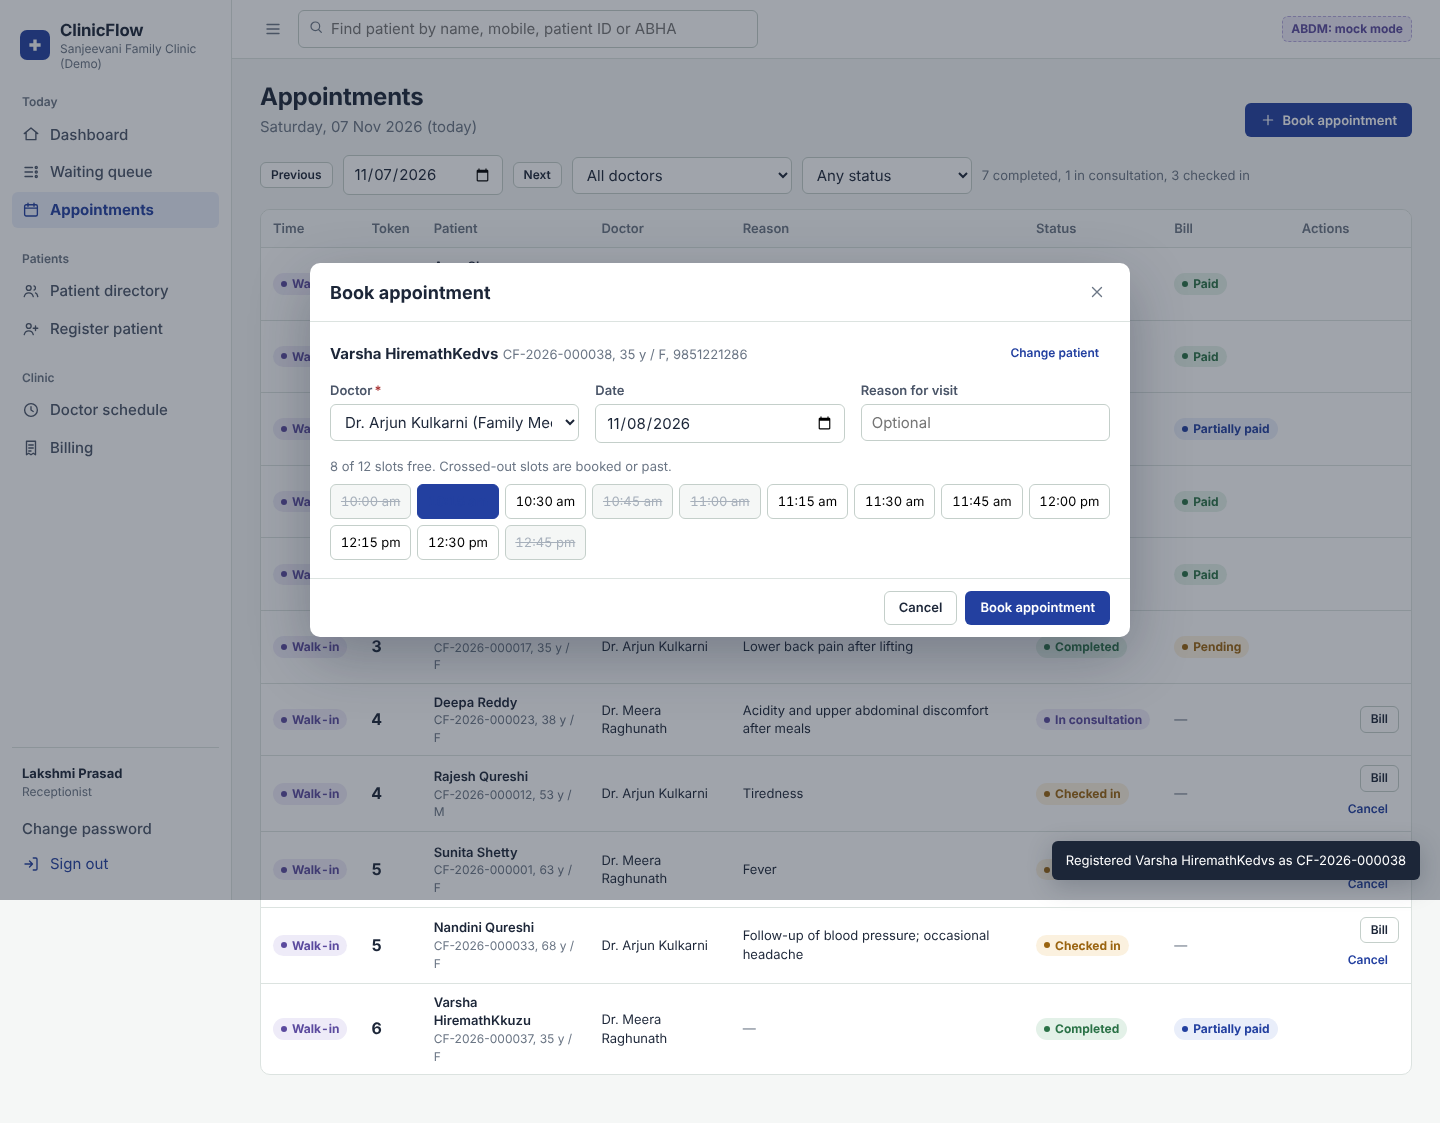 ClinicFlow
Sanjeevani Family Clinic
(Demo)
Today
Dashboard
Waiting queue
Appointments
Patients
Patient directory
Register patient
Clinic
Doctor schedule
Billing
Lakshmi Prasad
Receptionist
Change password
Sign out
Find patient by name, mobile, patient ID or ABHA
ABDM: mock mode
Appointments
Saturday, 07 Nov 2026 (today)
Book appointment
Previous 11/07/2026 Next All doctors Any status 7 completed, 1 in consultation, 3 checked in
Time Token Patient Doctor Reason Status Bill Actions
Wa Paid
Wa Paid
Wa Partially paid
Wa Paid
Wa Paid
Book appointment
Varsha HiremathKedvs CF-2026-000038, 35 y / F, 9851221286 Change patient
Doctor* Date Reason for visit
Dr. Arjun Kulkarni (Family Mec 11/08/2026 Optional
8 of 12 slots free. Crossed-out slots are booked or past.
10:00 am 10:30 am 10:45 am 11:00 am 11:15 am 11:30 am 11:45 am 12:00 pm
12:15 pm 12:30 pm 12:45 pm
Cancel Book appointment
Walk-in 3 CF-2026-000017, 35 y / F Dr. Arjun Kulkarni Lower back pain after lifting Completed Pending
Deepa Reddy
Walk-in 4 CF-2026-000023, 38 y / F Dr. Meera Raghunath Acidity and upper abdominal discomfort after meals In consultation — Bill
Rajesh Qureshi
Walk-in 4 CF-2026-000012, 53 y / M Dr. Arjun Kulkarni Tiredness Checked in — Bill
Cancel
Sunita Shetty
Walk-in 5 CF-2026-000001, 63 y / F Dr. Meera Raghunath Fever
Registered Varsha HiremathKedvs as CF-2026-000038
Cancel
Nandini Qureshi
Walk-in 5 CF-2026-000033, 68 y / F Dr. Arjun Kulkarni Follow-up of blood pressure; occasional headache Checked in — Bill
Cancel
Varsha HiremathKkuzu
Walk-in 6 CF-2026-000037, 35 y / F Dr. Meera Raghunath — Completed Partially paid